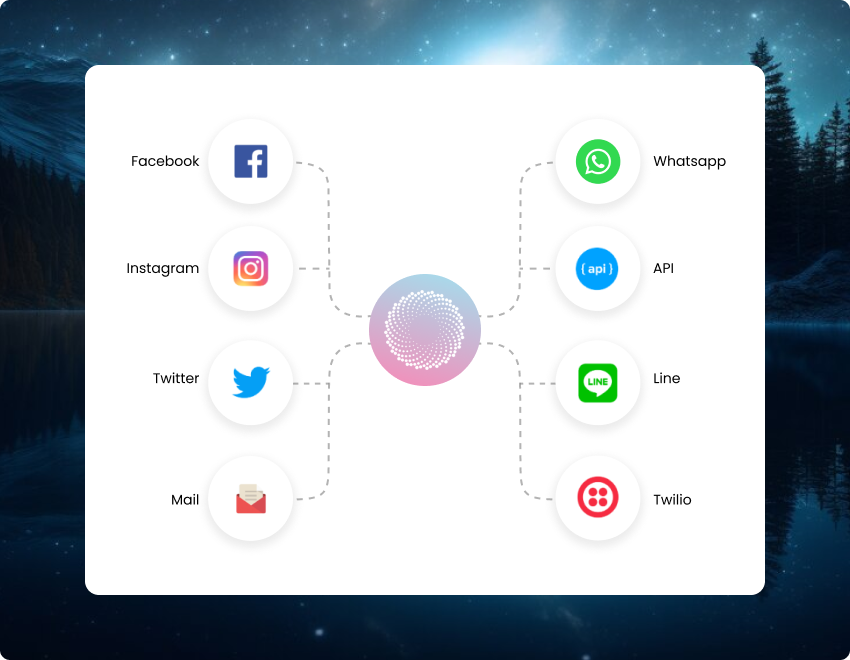 Facebook
Whatsapp
Instagram
{ api }
API
Twitter
LINE
Line
Mail
Twilio